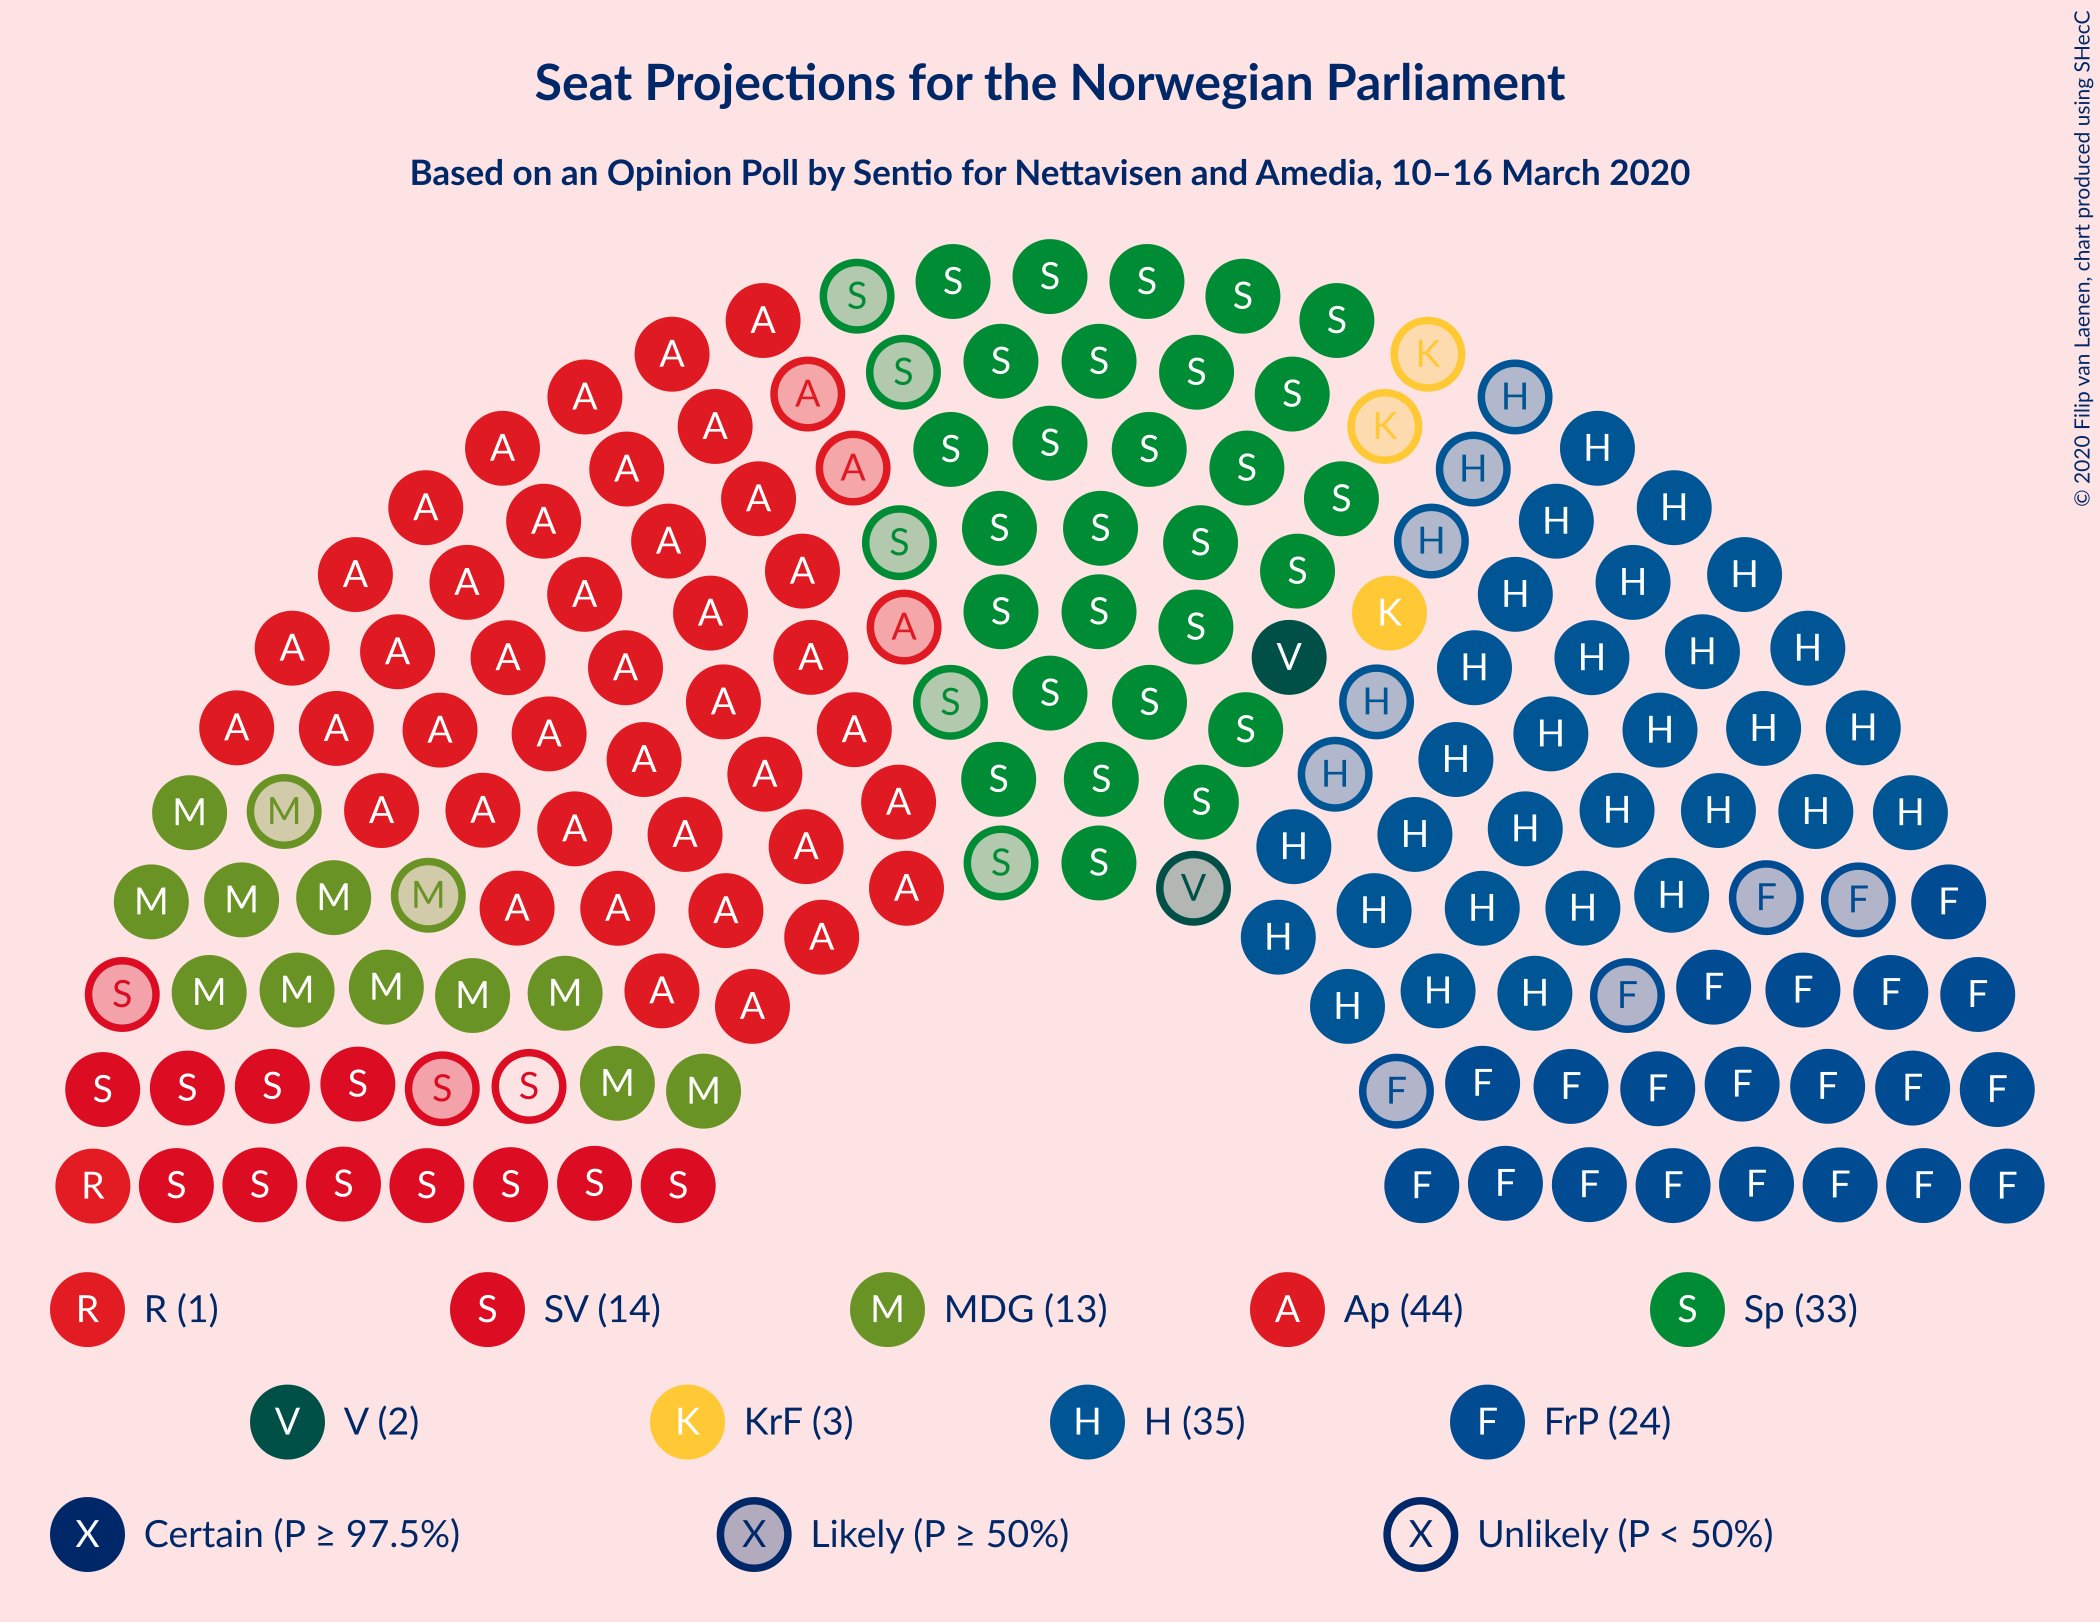 Seat Projections for the Norwegian Parliament
Based on an Opinion Poll by Sentio for Nettavisen and Amedia, 10–16 March 2020
© 2020 Filip van Laenen, chart produced using SHecC
S S S S S S
A A A A A A A A A A
K K H H H H H H H H H
A S S S S S
A A A A A A A A
A S S S S S
A A A A A A A
S S S S S
A S S S V K
S S S S
S S S
S S V
M M A A A A A A A A
M M M M A A A A A
S M M M M M A A
S S S S S S M M
R S S S S S S S
H H H H H H H H
H H H H H H F F F
H H H F F F F F
F F F F F F F F
F F F F F F F F
R R (1)
S SV (14)
M MDG (13)
A Ap (44)
S Sp (33)
V V (2)
K KrF (3)
H H (35)
F FrP (24)
X Certain (P ≥ 97.5%)
X Likely (P ≥ 50%)
X Unlikely (P < 50%)